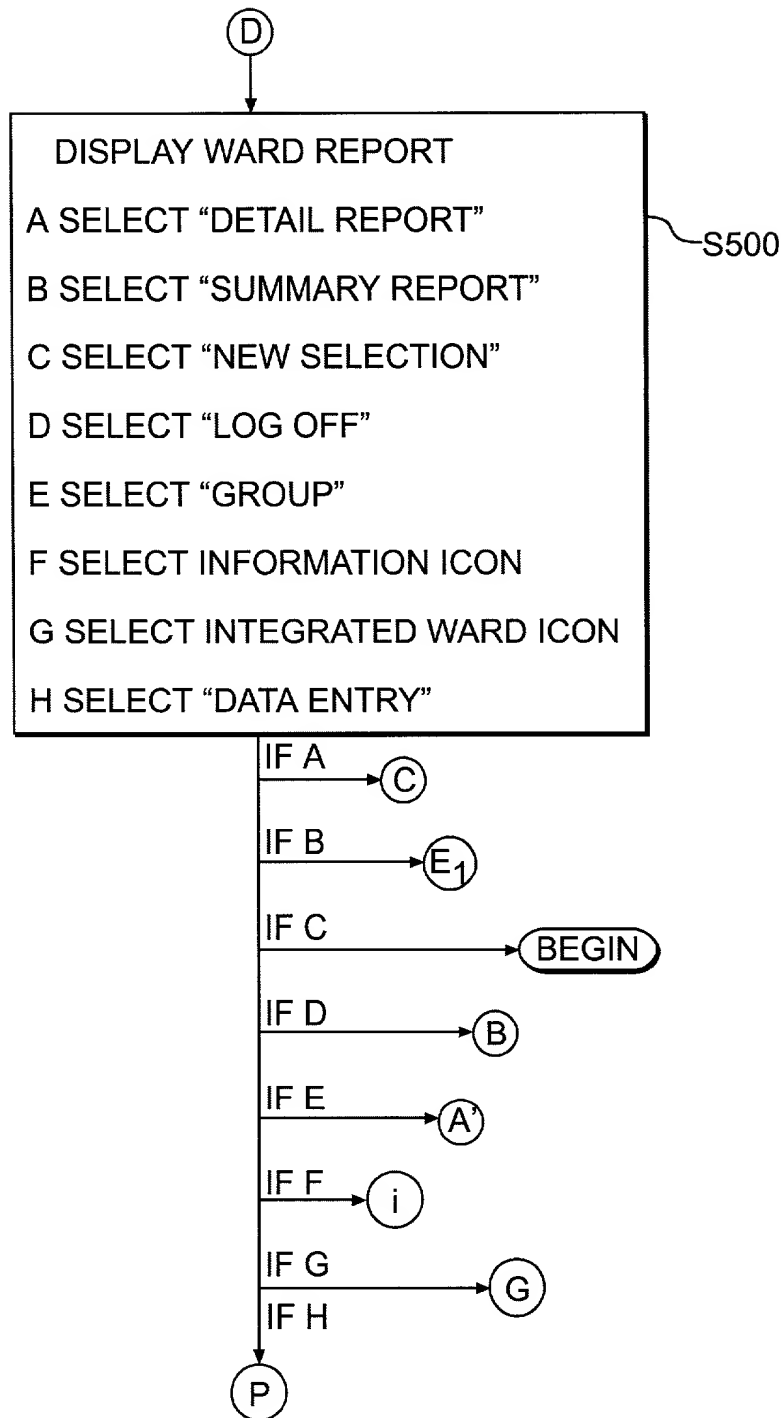 D
DISPLAY WARD REPORT
A SELECT “DETAIL REPORT”
S500
B SELECT “SUMMARY REPORT”
C SELECT “NEW SELECTION”
D SELECT “LOG OFF”
E SELECT “GROUP”
F SELECT INFORMATION ICON
G SELECT INTEGRATED WARD ICON
H SELECT “DATA ENTRY”
IF A
C
IF B
E1
IF C
BEGIN
IF D
B
IF E
A'
IF F
i
IF G
G
IF H
P